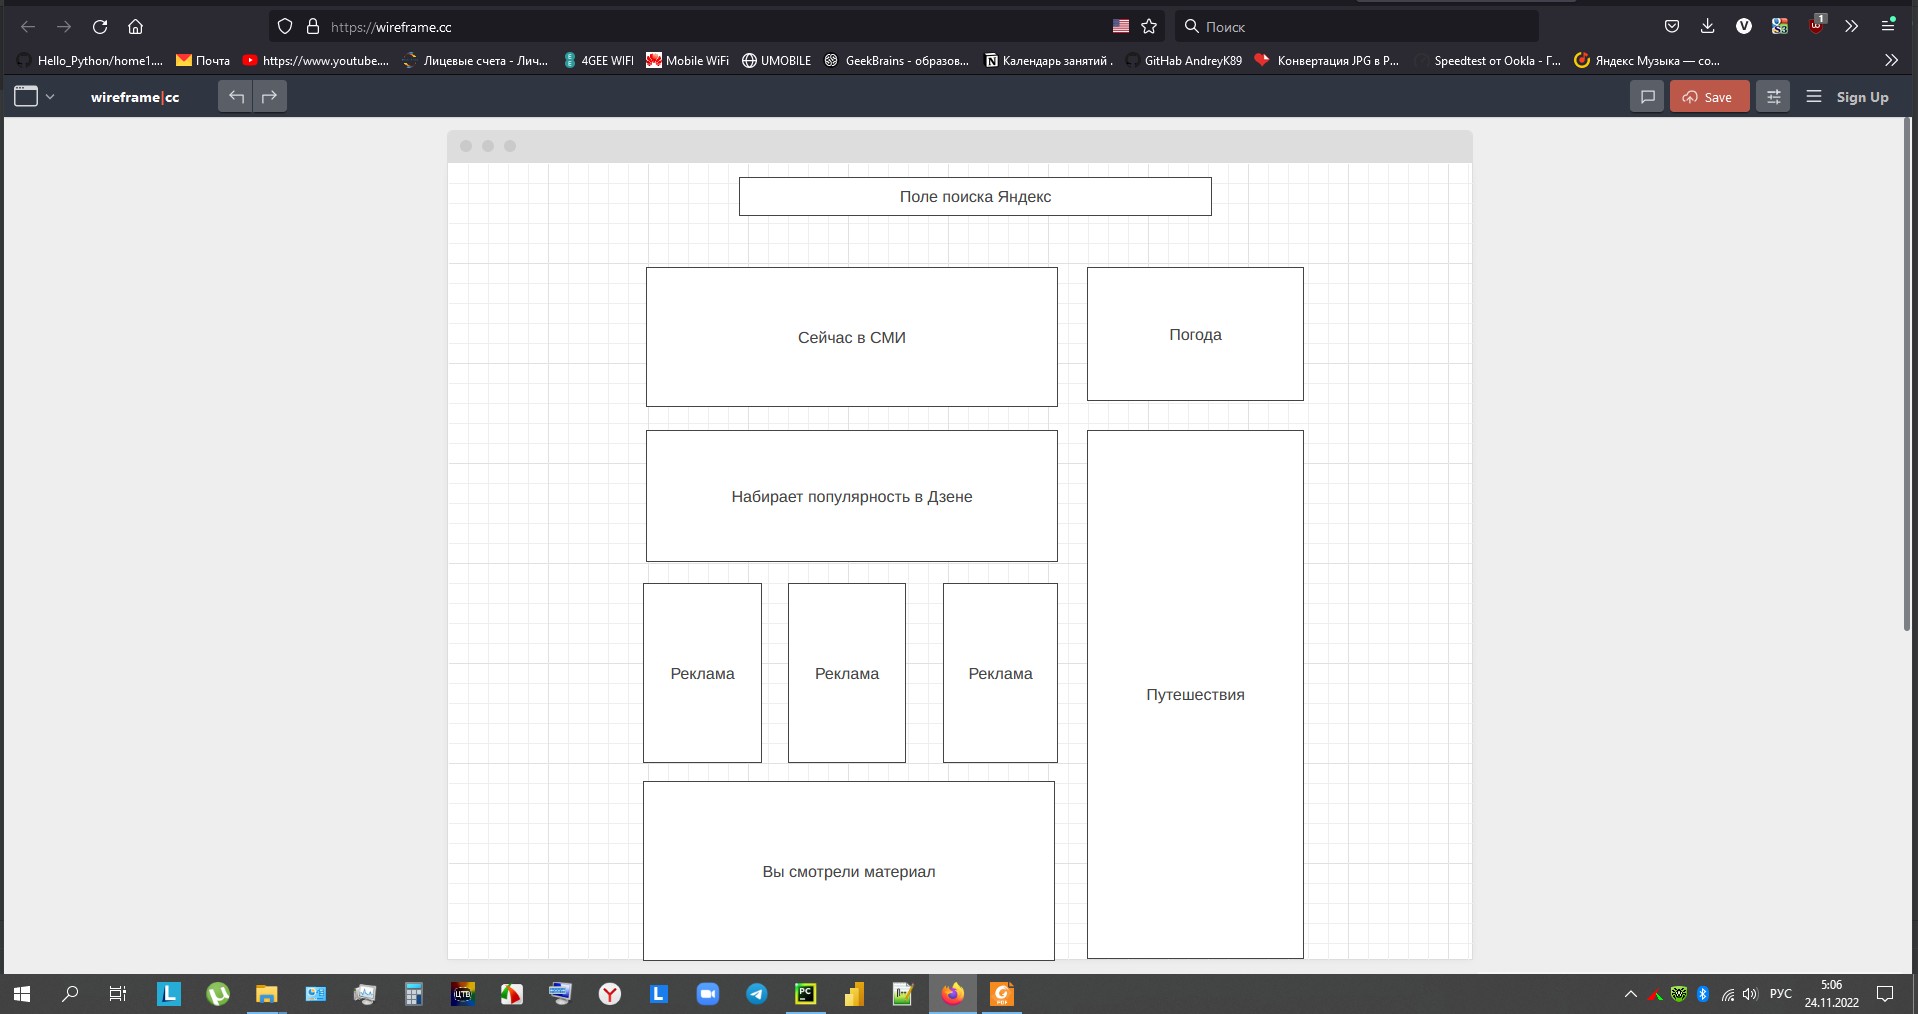 https://wireframe.cc
Поиск
1
Hello_Python/home1....
Почта
https://www.youtube....
Лицевые счета - Лич...
4GEE WIFI
Mobile WiFi
UMOBILE
GeekBrains - образов...
Календарь занятий .
GitHab AndreyK89
Конвертация JPG в P...
Speedtest от Ookla - Г...
Яндекс Музыка — со...
wireframe|cc
Save
Sign Up
Поле поиска Яндекс
Сейчас в СМИ
Погода
Набирает популярность в Дзене
Реклама
Реклама
Реклама
Путешествия
Вы смотрели материал
РУС
5:06
24.11.2022